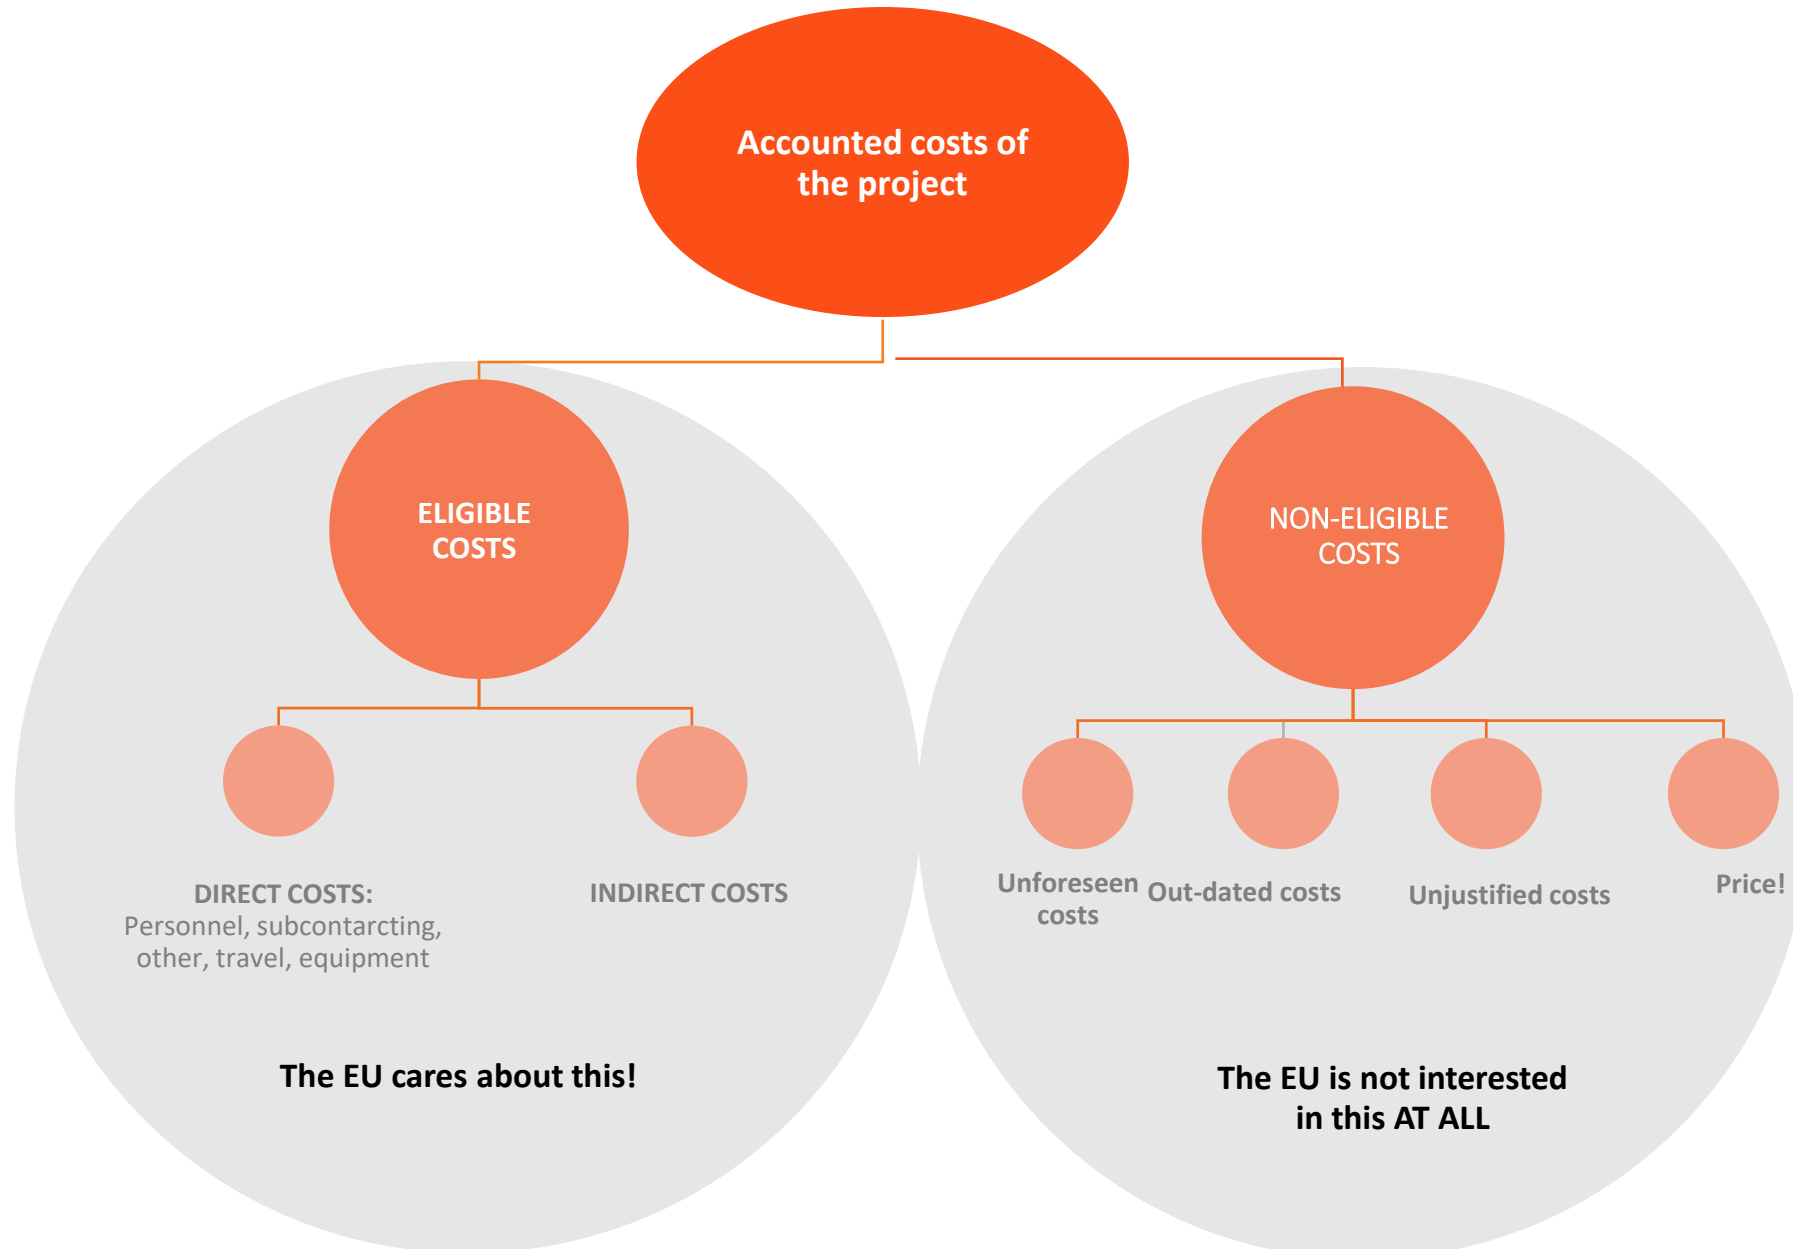 Accounted costs of
the project
ELIGIBLE
COSTS
NON-ELIGIBLE
COSTS
DIRECT COSTS:
Personnel, subcontarcting,
other, travel, equipment
INDIRECT COSTS
Unforeseen
costs
Out-dated costs
Unjustified costs
Price!
The EU cares about this!
The EU is not interested
in this AT ALL